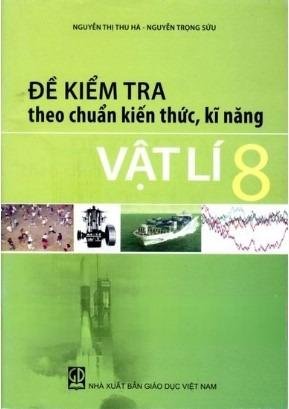 NGUYỄN THỊ THU HÀ - NGUYỄN TRỌNG SỬU
ĐỀ KIỂM TRA
theo chuẩn kiến thức, kĩ năng
VẬT LÍ 8
NHÀ XUẤT BẢN GIÁO DỤC VIỆT NAM